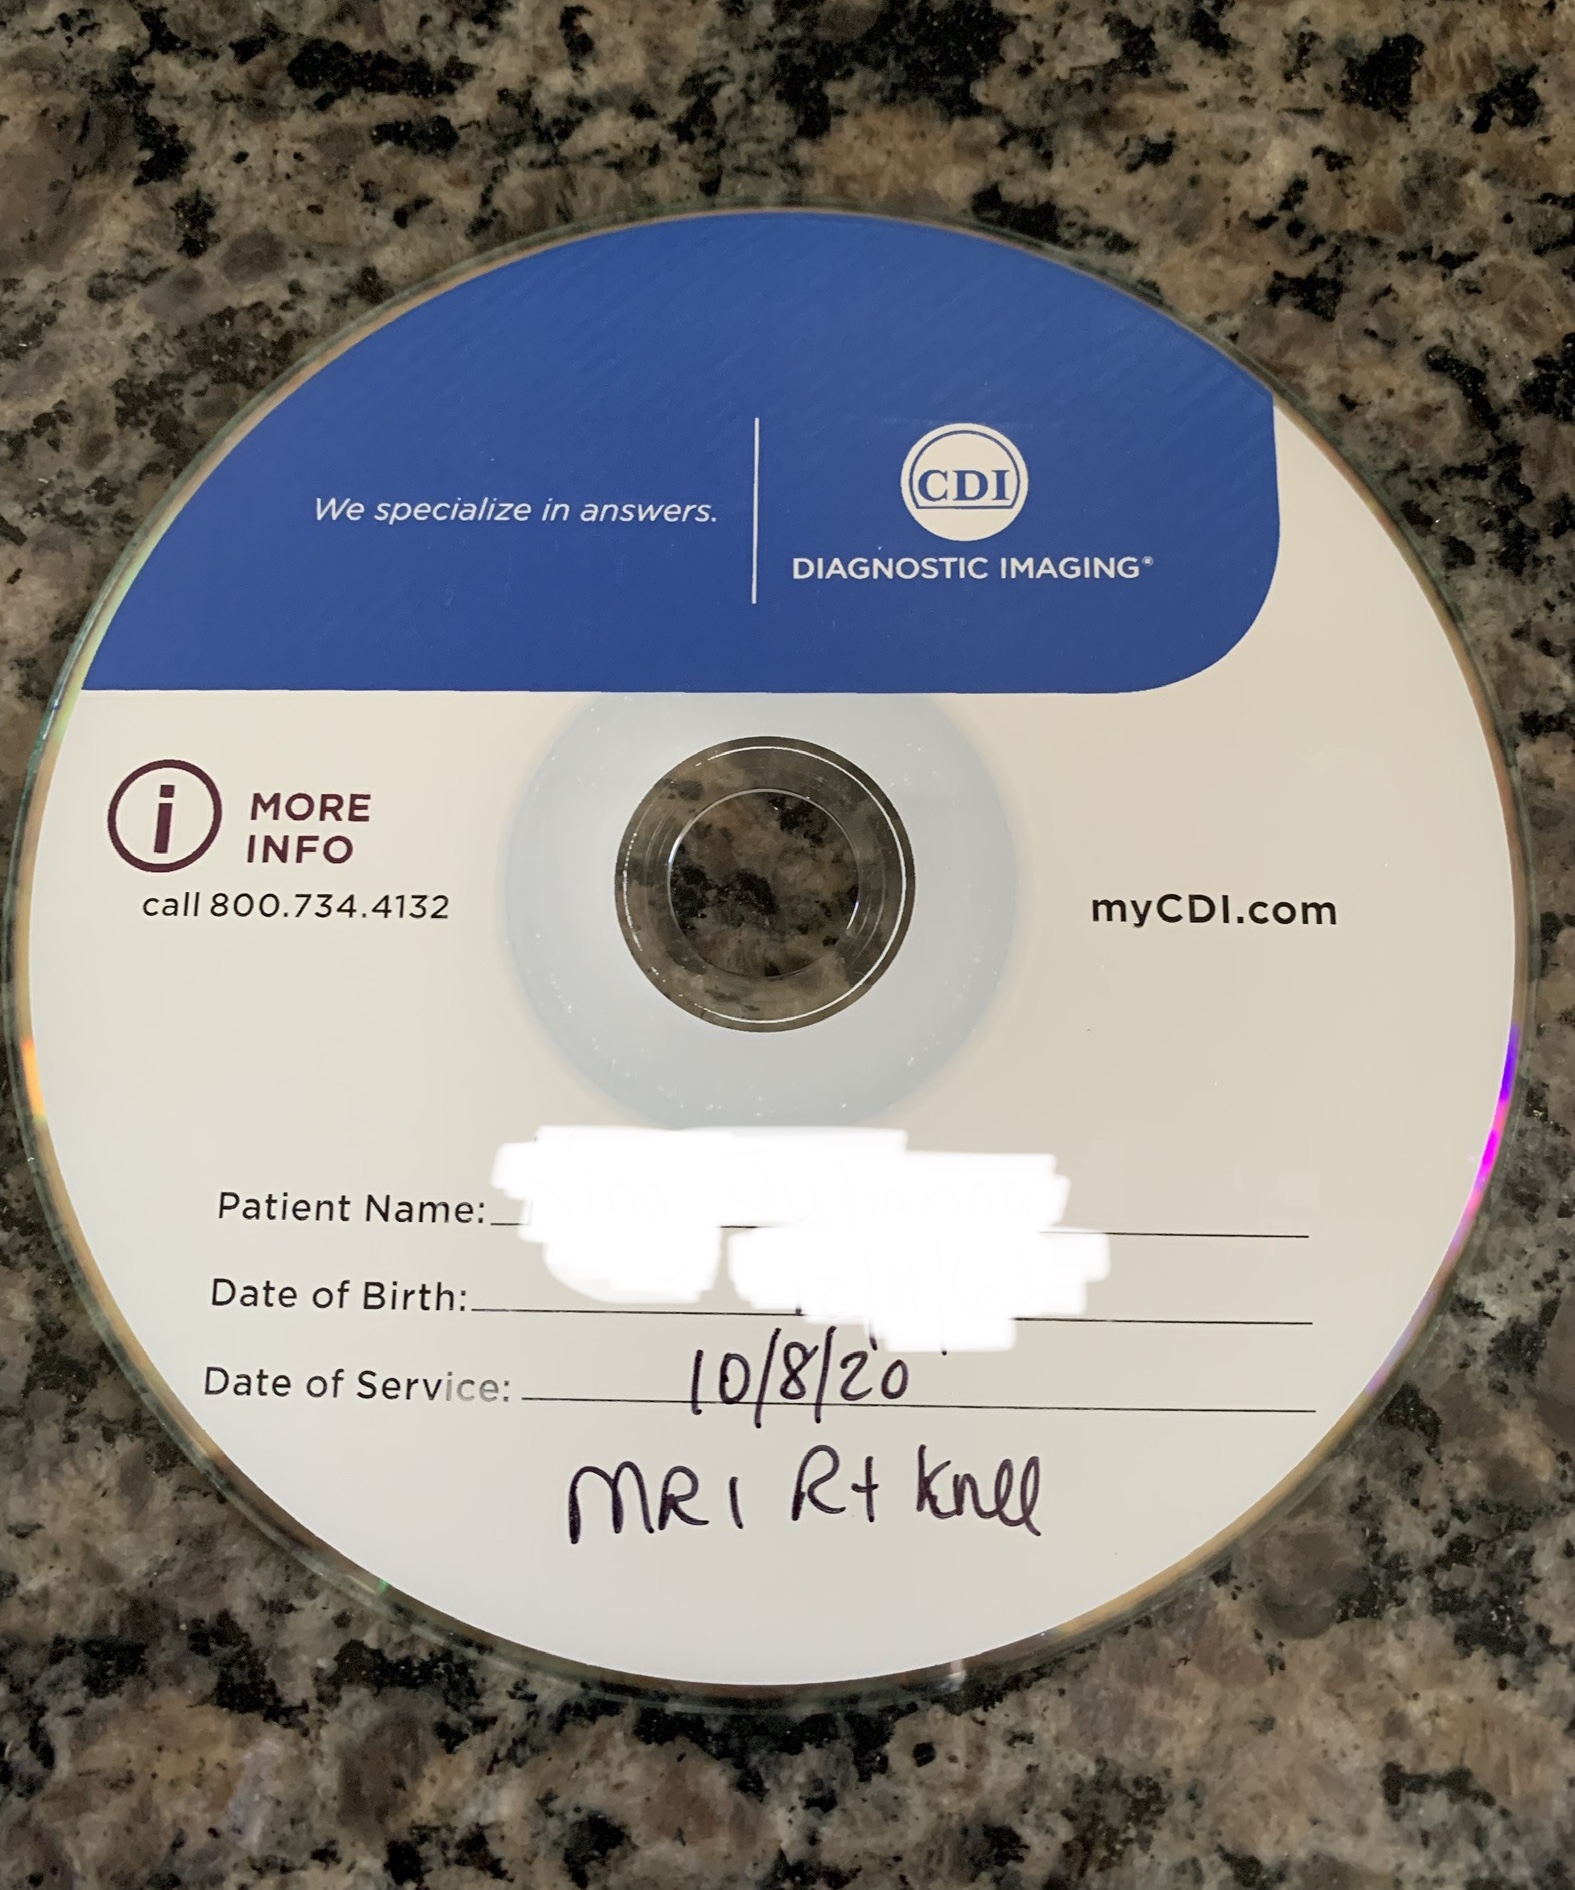 We specialize in answers.
CDI
DIAGNOSTIC IMAGING®
i
MORE
INFO
call 800.734.4132
myCDI.com
Patient Name:
Date of Birth:
Date of Service: 10/8/20
MRI Rt Knee